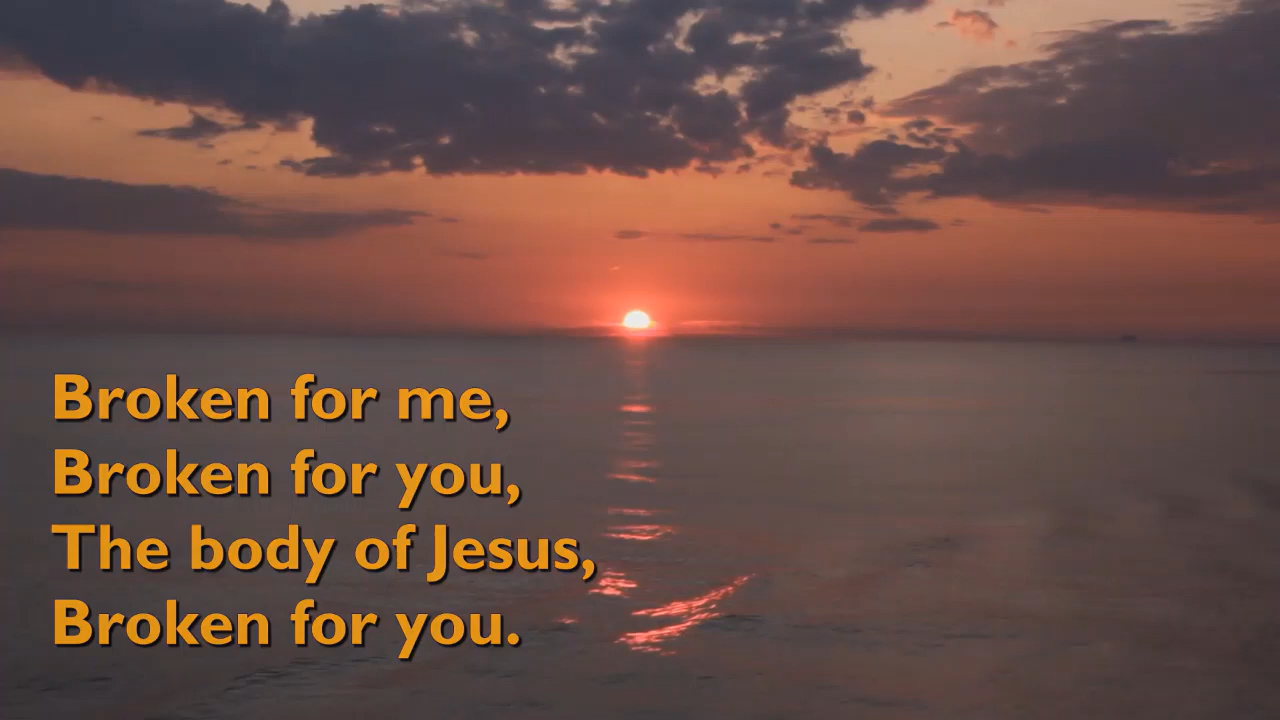 Broken for me,
Broken for you,
The body of Jesus,
Broken for you.